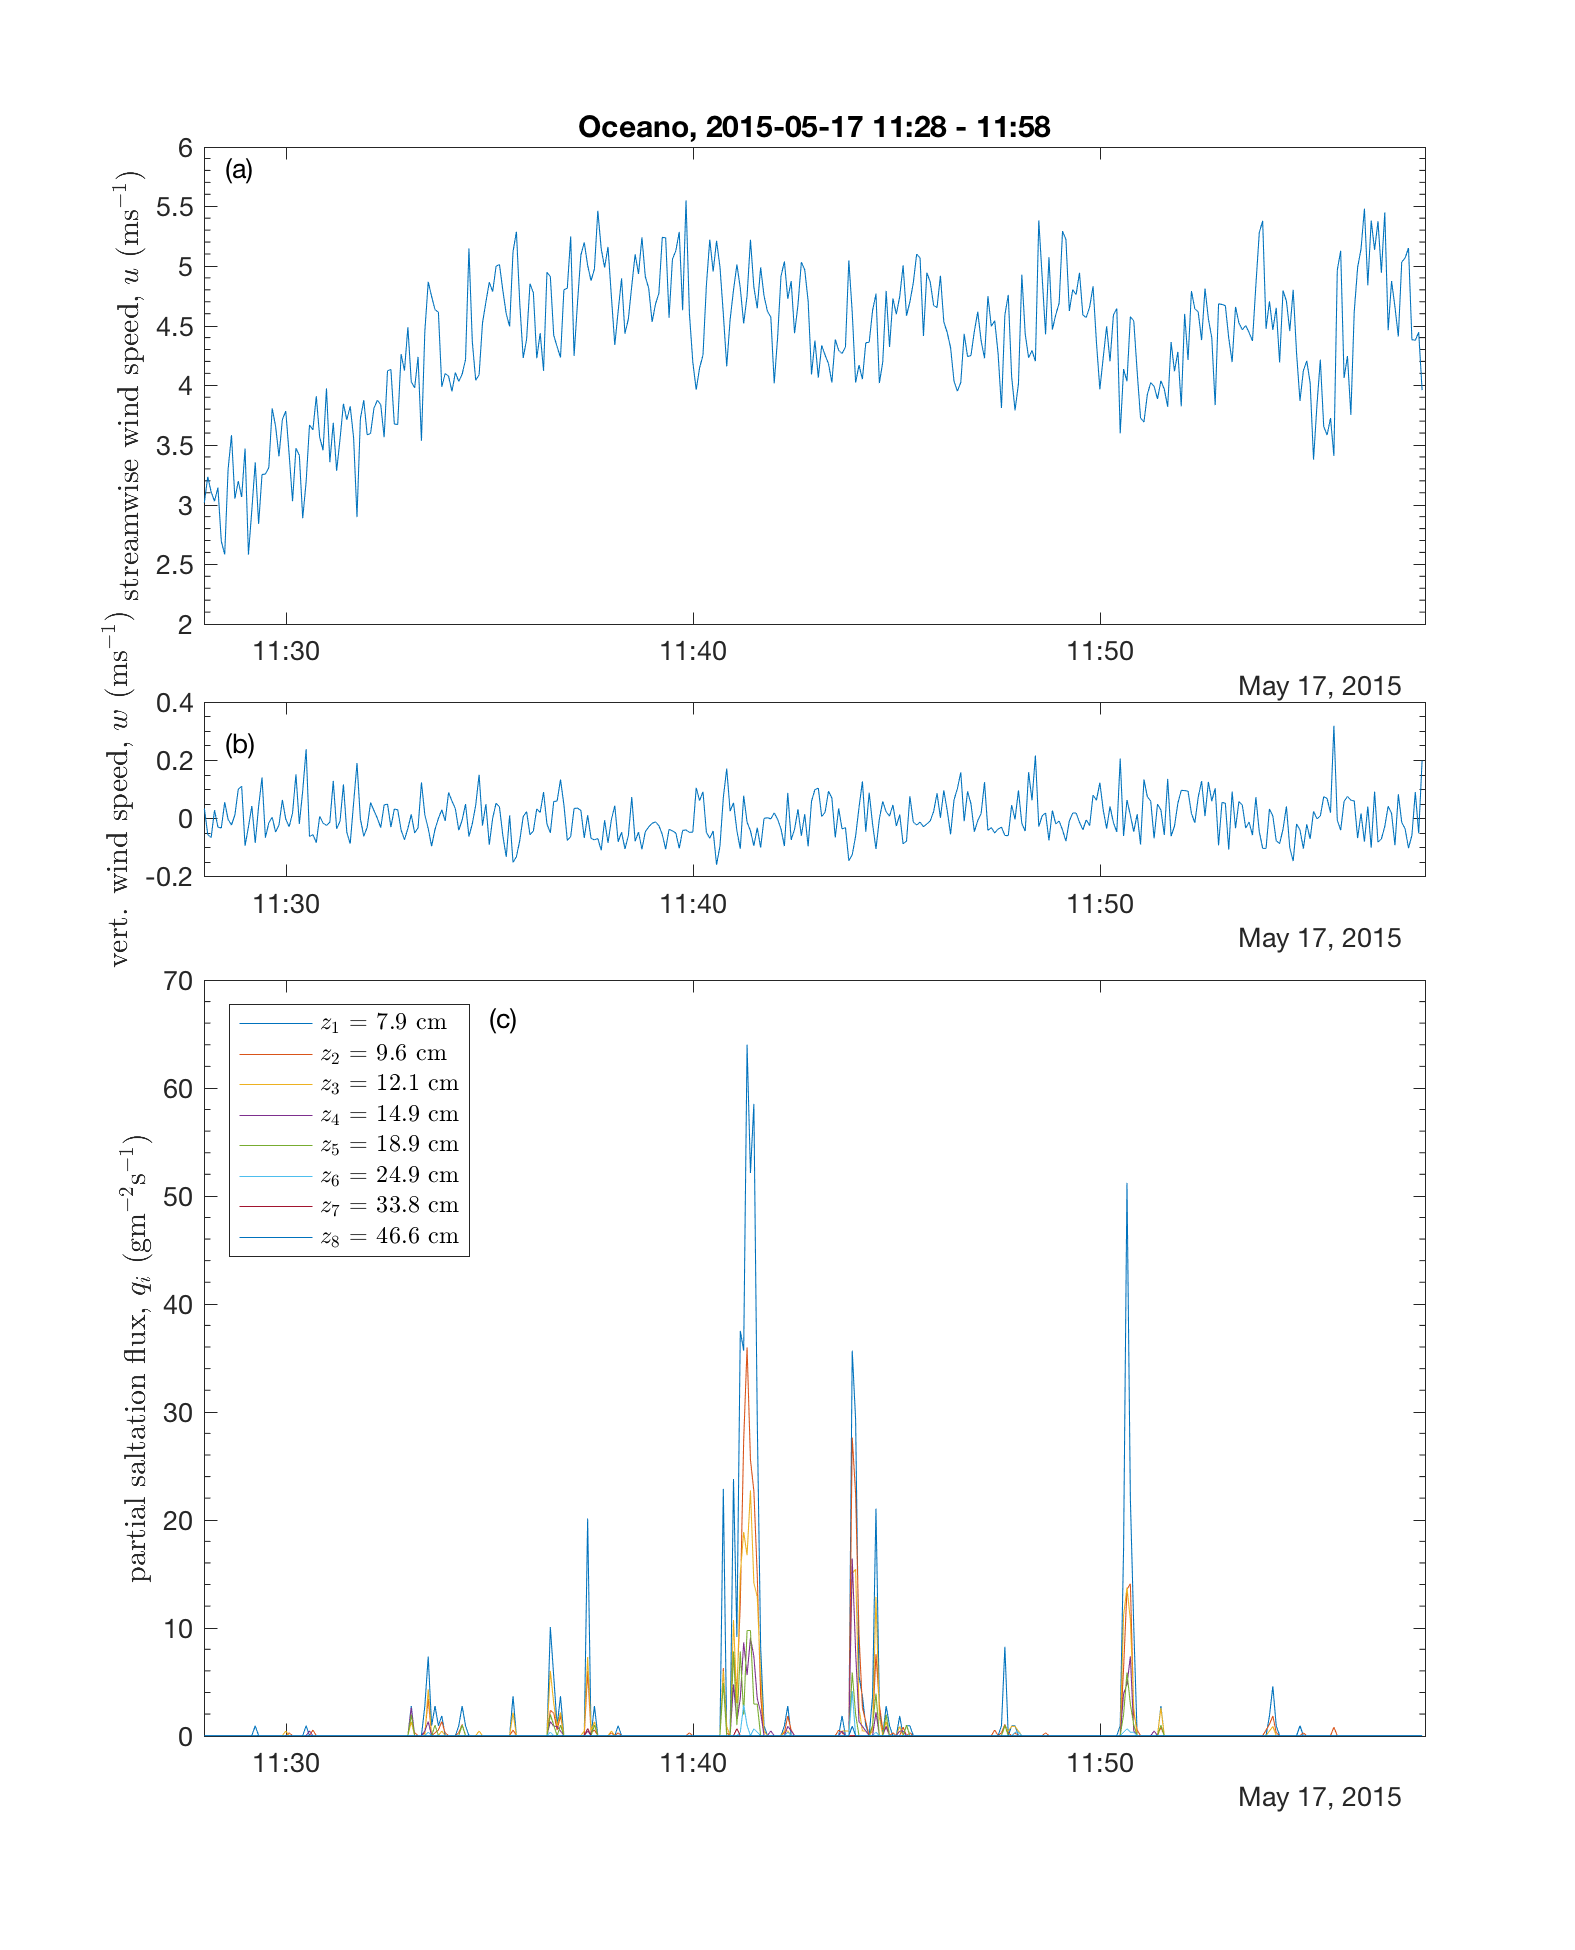 Oceano, 2015-05-17 11:28 - 11:58
(a)
streamwise wind speed, u (ms⁻¹)
6
5.5
5
4.5
4
3.5
3
2.5
2
11:30 11:40 11:50
May 17, 2015
(b)
vert. wind speed, w (ms⁻¹)
0.4
0.2
0
-0.2
11:30 11:40 11:50
May 17, 2015
(c)
partial saltation flux, qᵢ (gm⁻²s⁻¹)
70
60
50
40
30
20
10
0
z₁ = 7.9 cm
z₂ = 9.6 cm
z₃ = 12.1 cm
z₄ = 14.9 cm
z₅ = 18.9 cm
z₆ = 24.9 cm
z₇ = 33.8 cm
z₈ = 46.6 cm
11:30 11:40 11:50
May 17, 2015